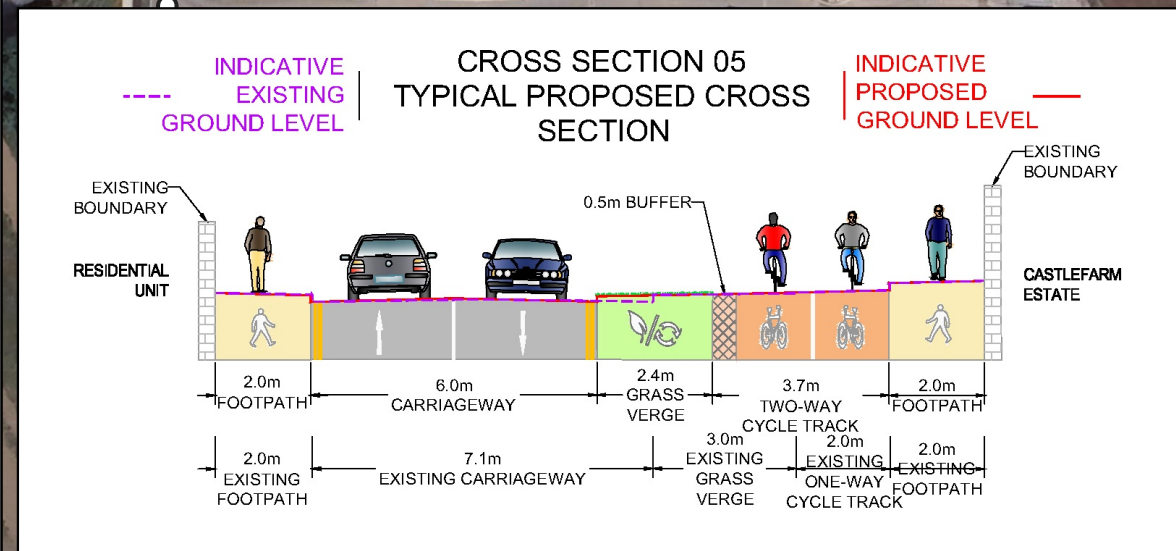 INDICATIVE
EXISTING
GROUND LEVEL
CROSS SECTION 05
TYPICAL PROPOSED CROSS
SECTION
INDICATIVE
PROPOSED
GROUND LEVEL
EXISTING
BOUNDARY
0.5m BUFFER
EXISTING
BOUNDARY
RESIDENTIAL
UNIT
CASTLEFARM
ESTATE
2.0m
FOOTPATH
6.0m
CARRIAGEWAY
2.4m
GRASS
VERGE
3.7m
TWO-WAY
CYCLE TRACK
2.0m
FOOTPATH
2.0m
EXISTING
FOOTPATH
7.1m
EXISTING CARRIAGEWAY
3.0m
EXISTING
GRASS
VERGE
2.0m
EXISTING
ONE-WAY
CYCLE TRACK
2.0m
EXISTING
FOOTPATH